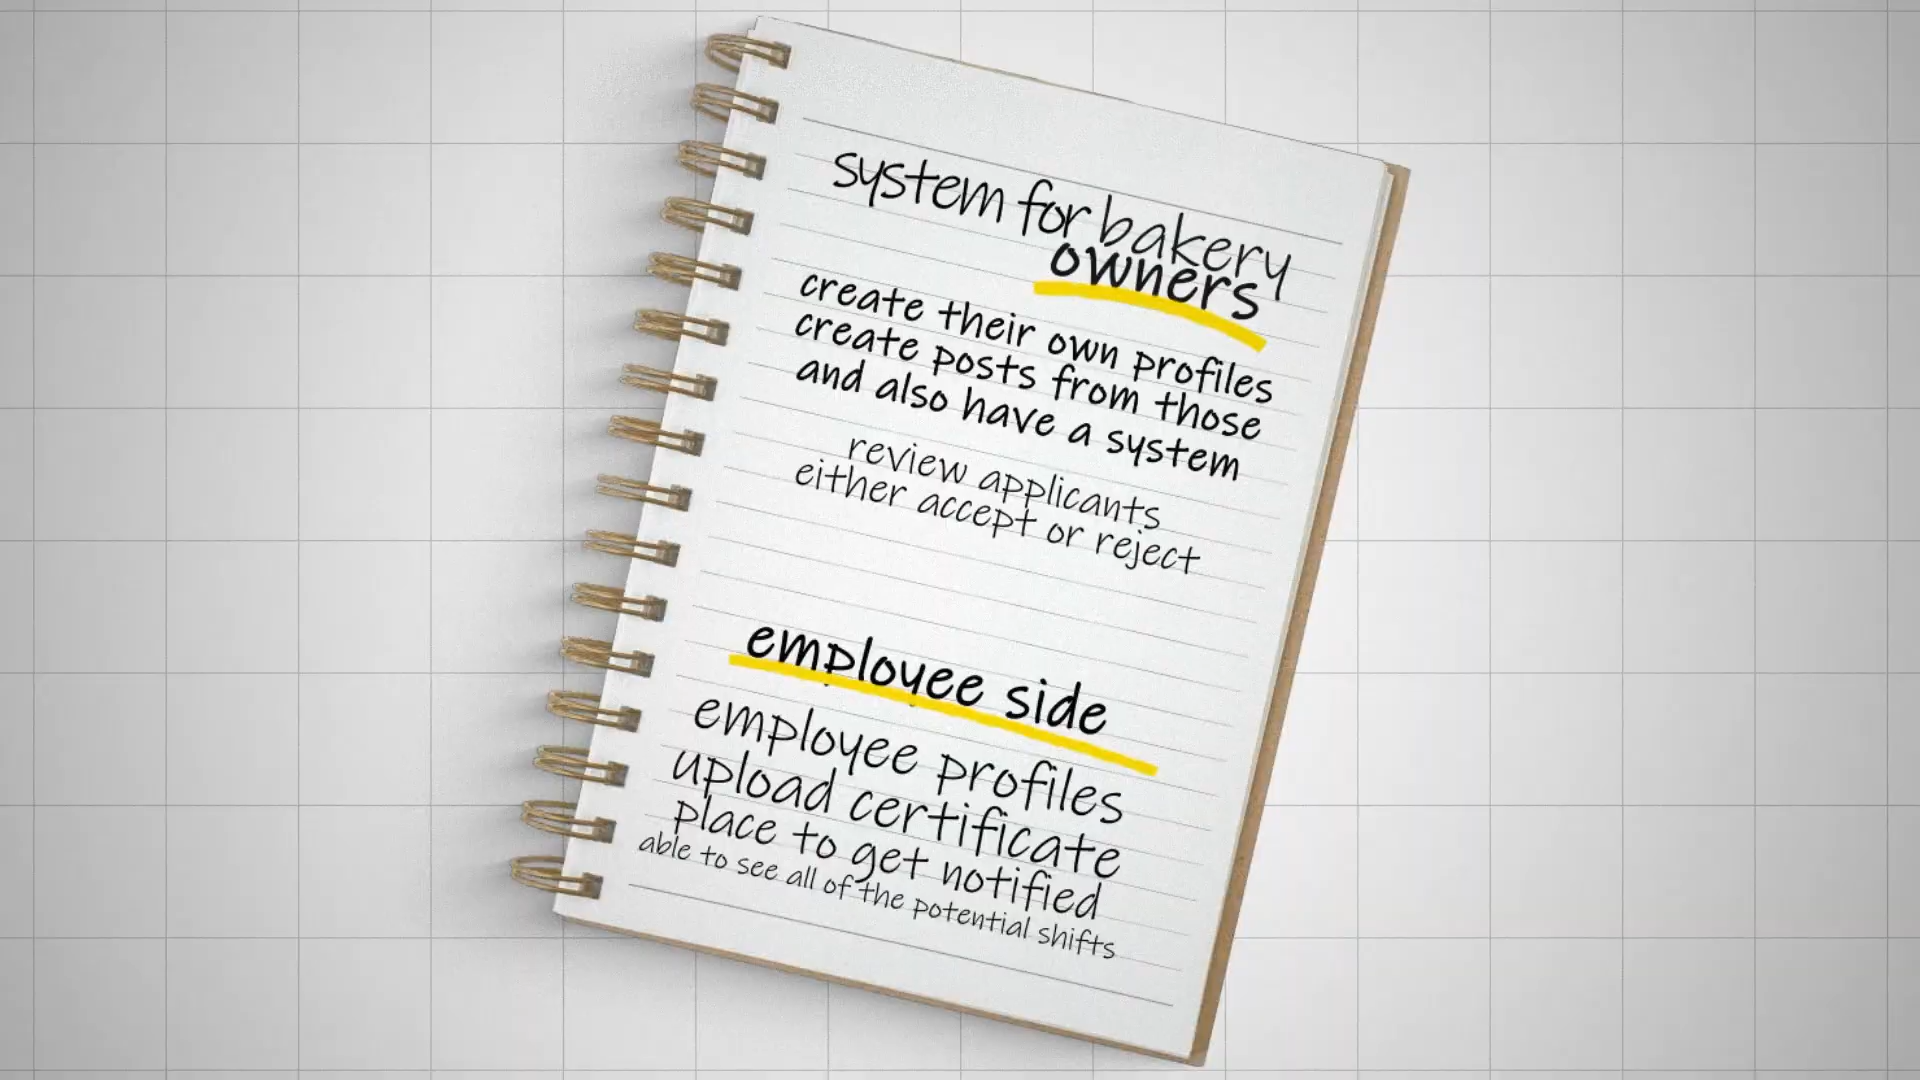 system for bakery
owners
create their own profiles
create posts from those
and also have a system
review applicants
either accept or reject
employee side
employee profiles
upload certificate
place to get notified
able to see all of the potential shifts